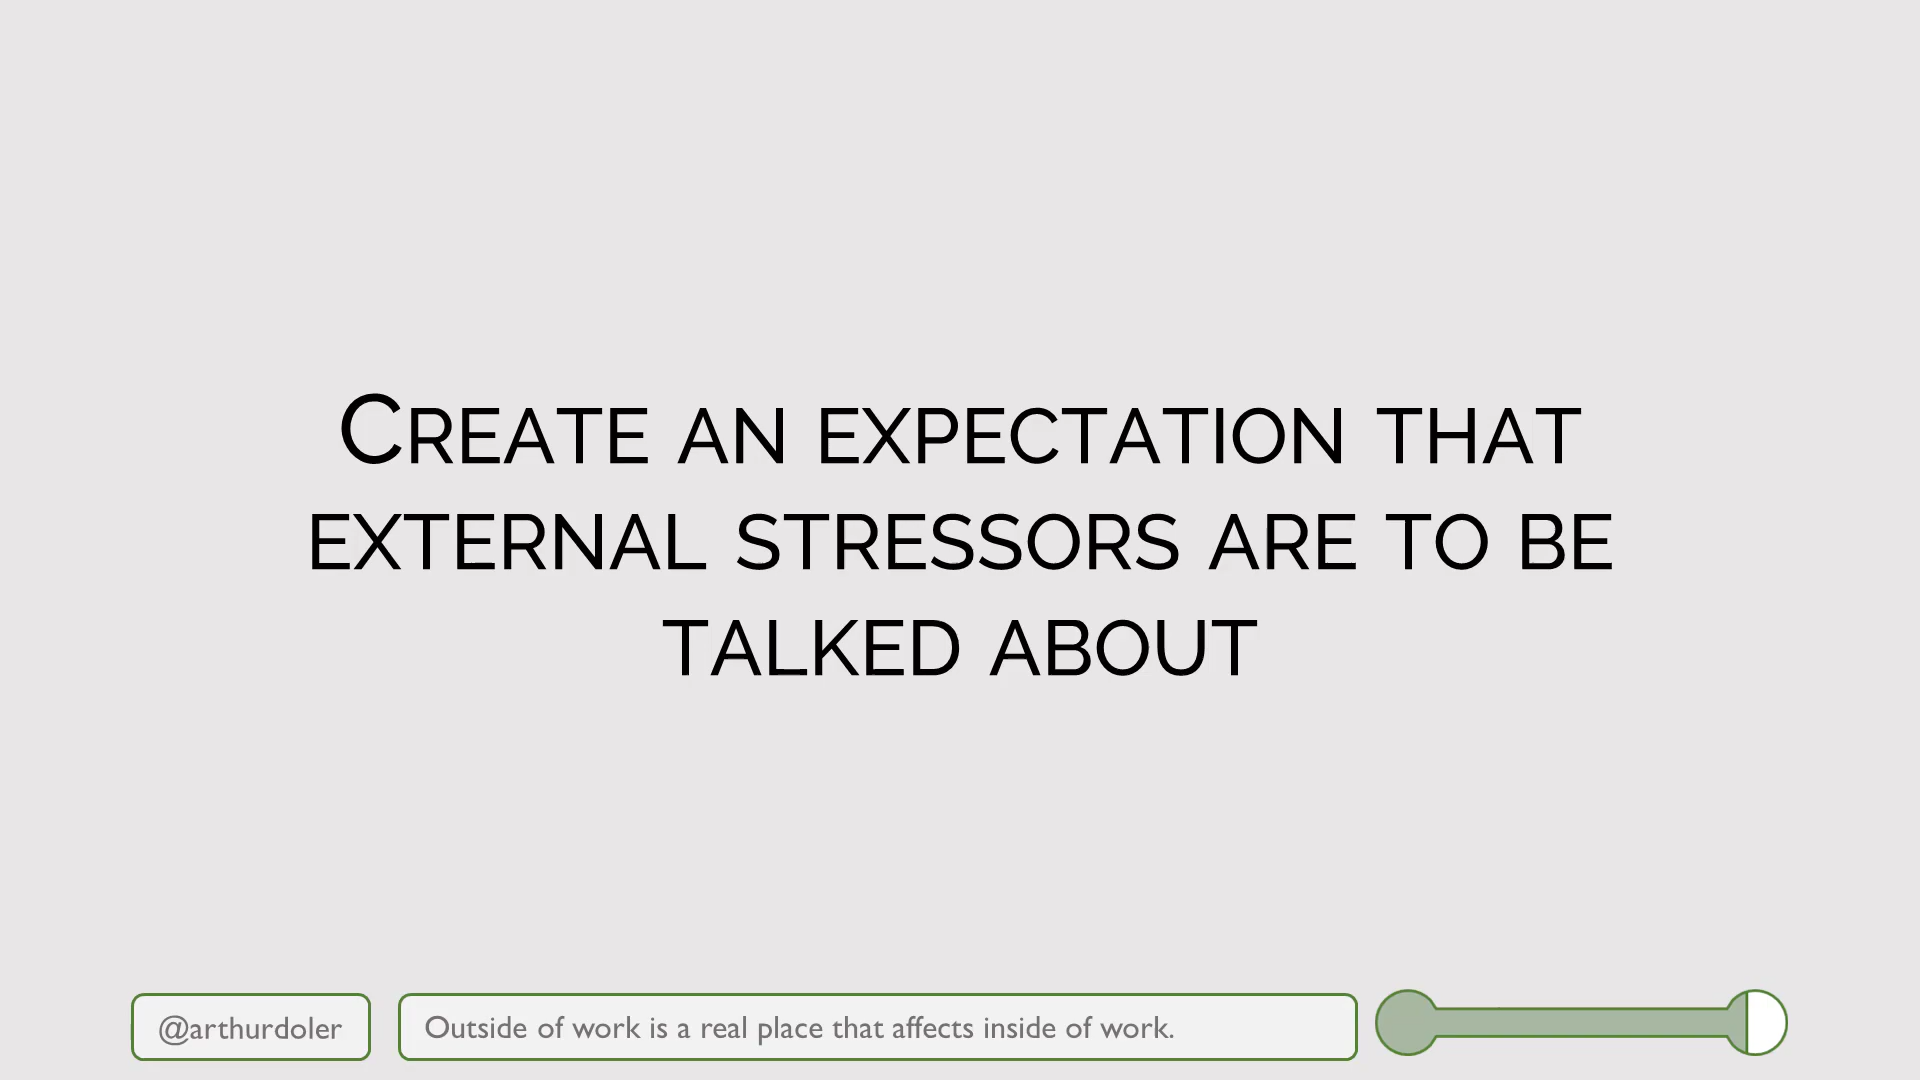 Create an expectation that
external stressors are to be
talked about
@arthurdoler
Outside of work is a real place that affects inside of work.